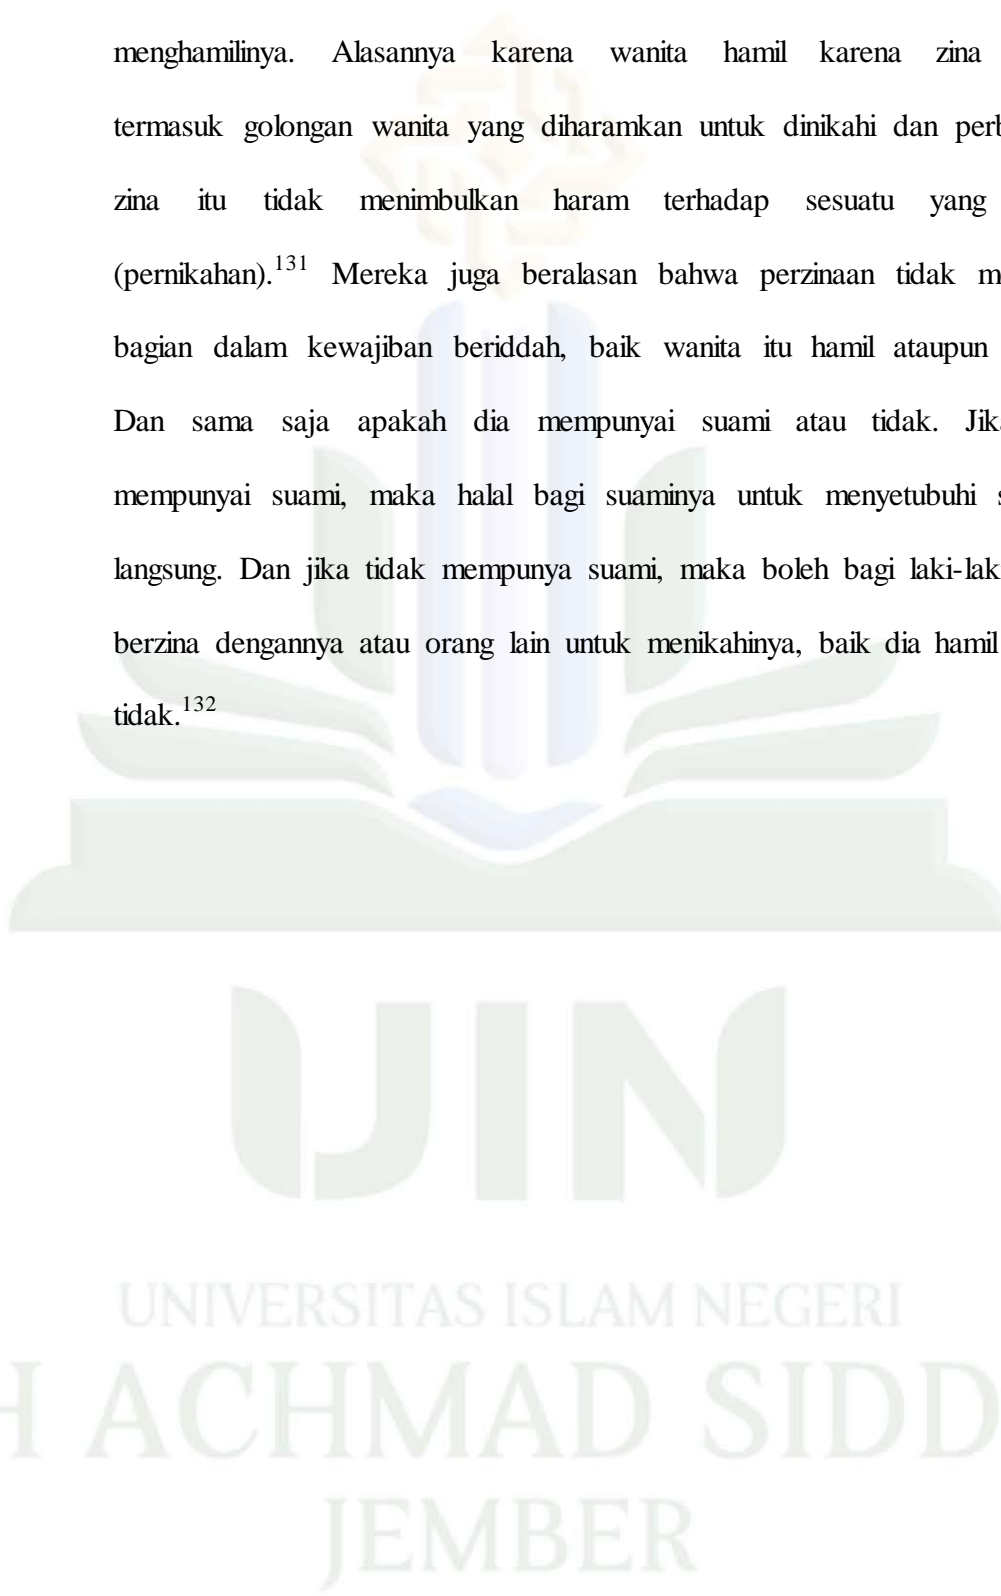 menghamilinya. Alasannya karena wanita hamil karena zina
termasuk golongan wanita yang diharamkan untuk dinikahi dan
zina itu tidak menimbulkan haram terhadap sesuatu yang
(pernikahan).131 Mereka juga beralasan bahwa perzinaan tidak
bagian dalam kewajiban beriddah, baik wanita itu hamil ataupun
Dan sama saja apakah dia mempunyai suami atau tidak.
mempunyai suami, maka halal bagi suaminya untuk menyetubuhi
langsung. Dan jika tidak mempunya suami, maka boleh bagi laki-laki
berzina dengannya atau orang lain untuk menikahinya, baik dia hamil
tidak.132
UIN
UNIVERSITAS ISLAM NEGERI
H ACHMAD SIDD
JEMBER